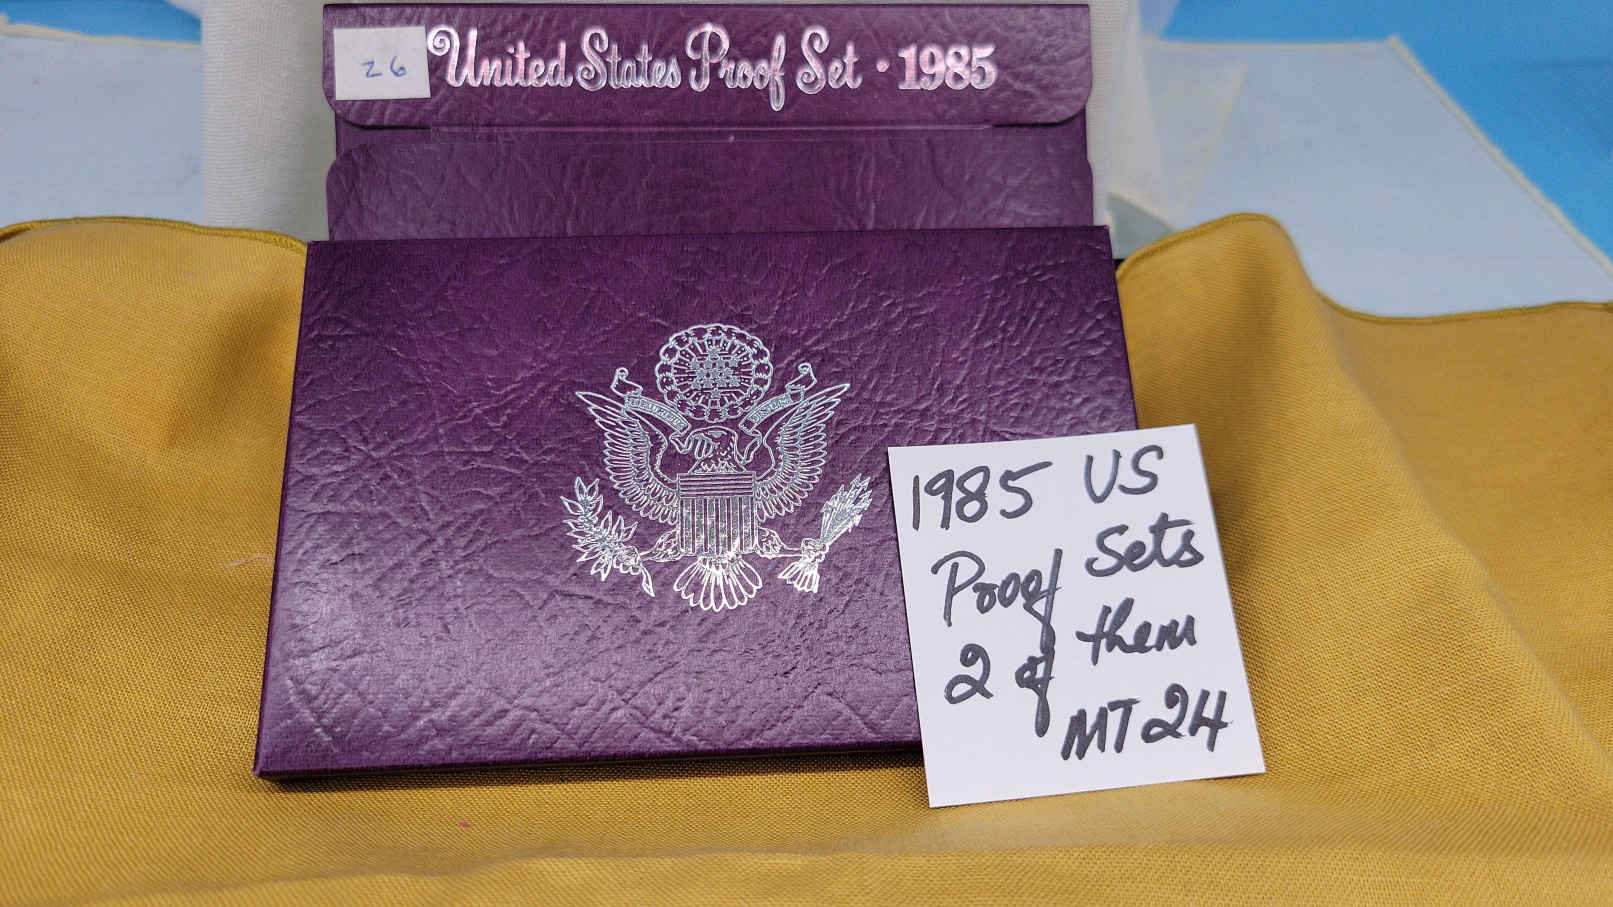 26
United States Proof Set · 1985
1985 US
Proof Sets
2 of them
MT24